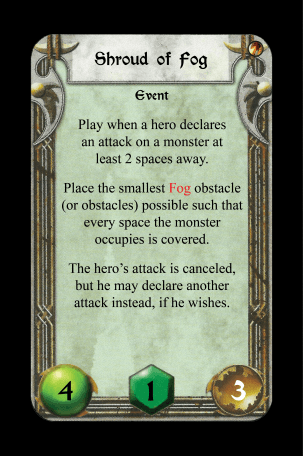 Shroud of Fog
Event
Play when a hero declares
an attack on a monster at
least 2 spaces away.
Place the smallest Fog obstacle
(or obstacles) possible such that
every space the monster
occupies is covered.
The hero's attack is canceled,
but he may declare another
attack instead, if he wishes.
4 1 3